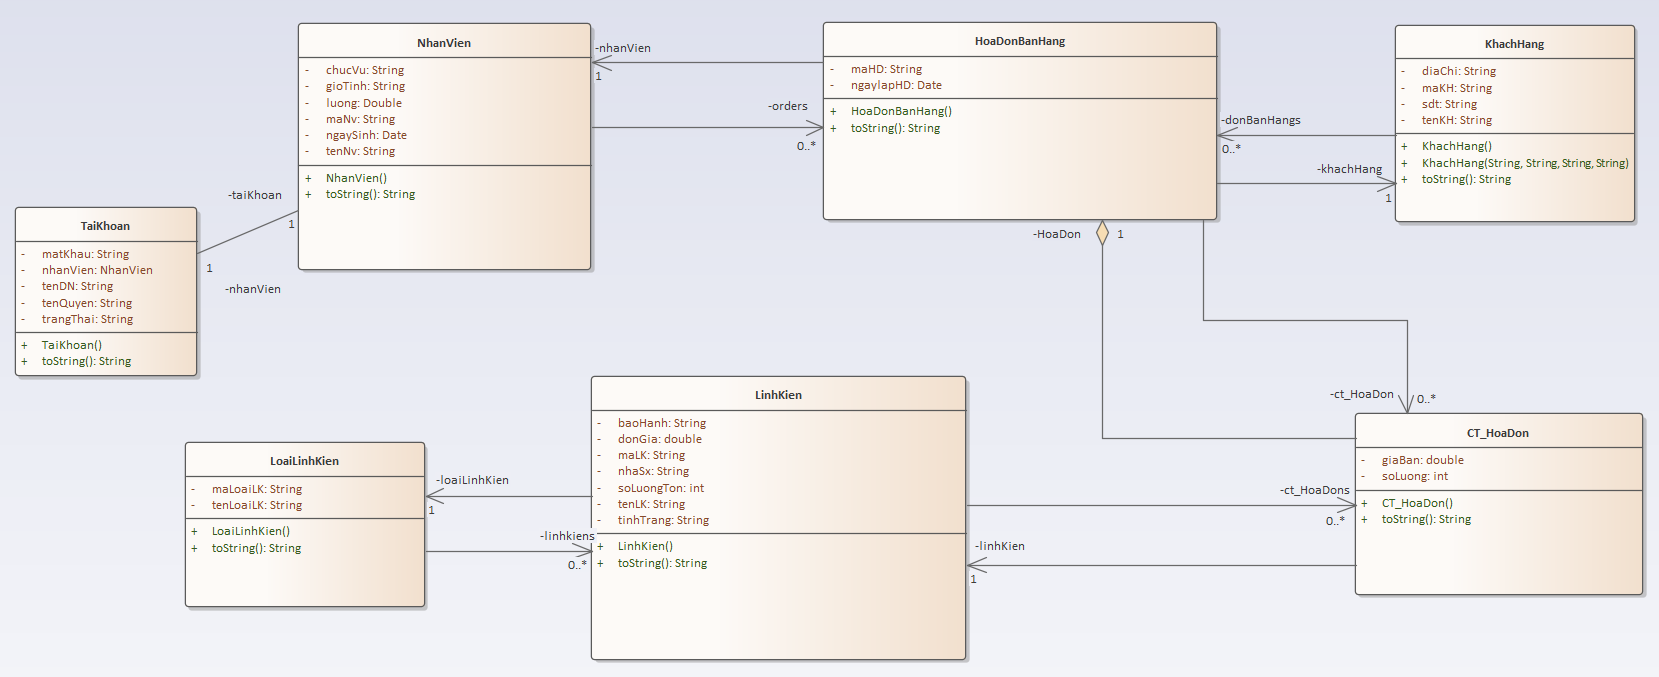 NhanVien
- chucVu: String
- gioTinh: String
- luong: Double
- maNv: String
- ngaySinh: Date
- tenNv: String
+ NhanVien()
+ toString(): String
-nhanVien
1
-orders
0..*
HoaDonBanHang
- maHD: String
- ngaylapHD: Date
+ HoaDonBanHang()
+ toString(): String
-donBanHangs
0..*
-khachHang
1
KhachHang
- diaChi: String
- maKH: String
- sdt: String
- tenKH: String
+ KhachHang()
+ KhachHang(String, String, String, String)
+ toString(): String
-taiKhoan
1
1
-nhanVien
TaiKhoan
- matKhau: String
- nhanVien: NhanVien
- tenDN: String
- tenQuyen: String
- trangThai: String
+ TaiKhoan()
+ toString(): String
-HoaDon
1
-ct_HoaDon
0..*
LoaiLinhKien
- maLoaiLK: String
- tenLoaiLK: String
+ LoaiLinhKien()
+ toString(): String
-loaiLinhKien
1
-linhkiens
0..*
LinhKien
- baoHanh: String
- donGia: double
- maLK: String
- nhaSx: String
- soLuongTon: int
- tenLK: String
- tinhTrang: String
+ LinhKien()
+ toString(): String
-ct_HoaDons
0..*
-linhKien
1
CT_HoaDon
- giaBan: double
- soLuong: int
+ CT_HoaDon()
+ toString(): String